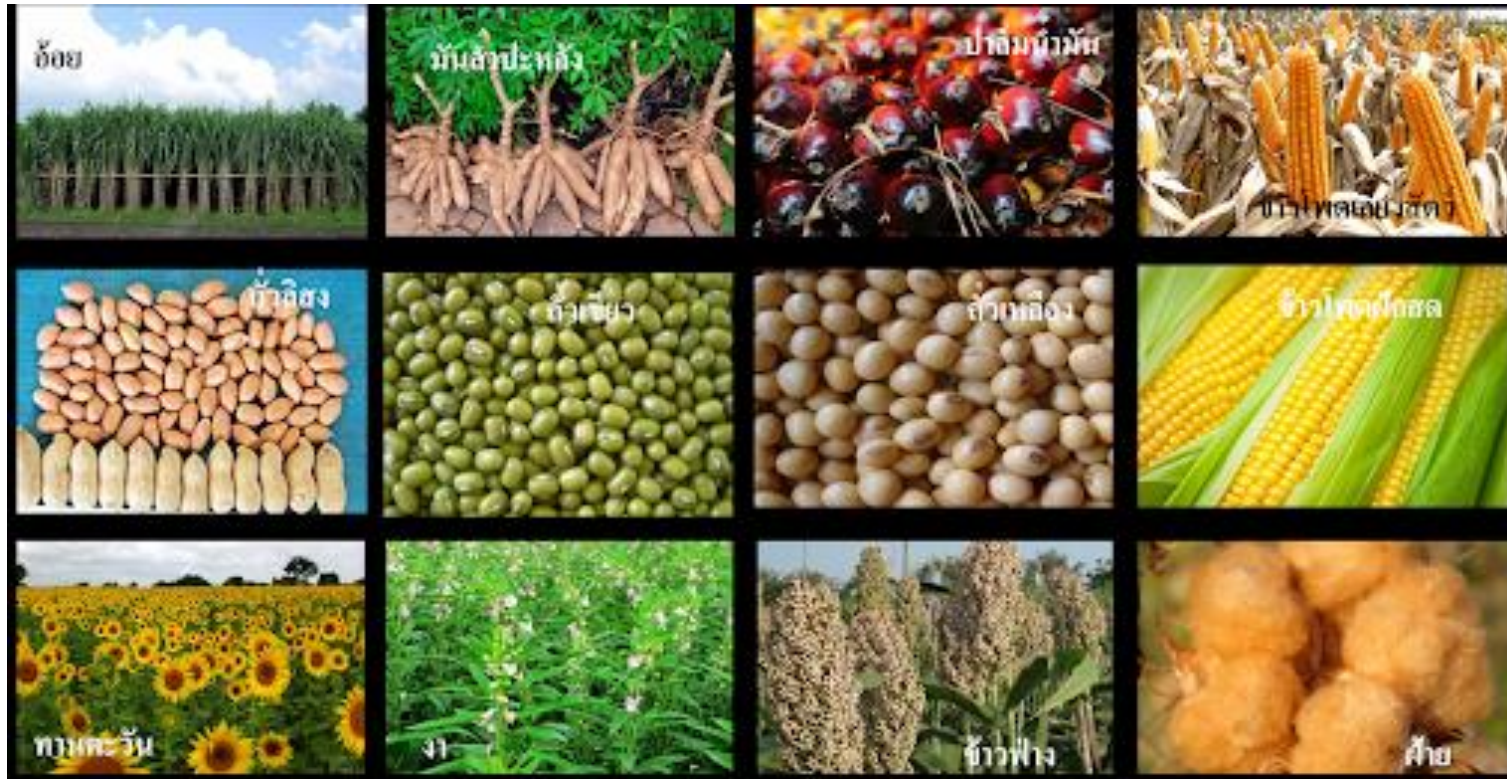 อ้อย
มันสำปะหลัง
ปาล์มน้ำมัน
ข้าวโพดเลี้ยงสัตว์
ถั่วลิสง
ถั่วเขียว
ถั่วเหลือง
ข้าวโพดฝักสด
ทานตะวัน
งา
ข้าวฟ่าง
ฝ้าย